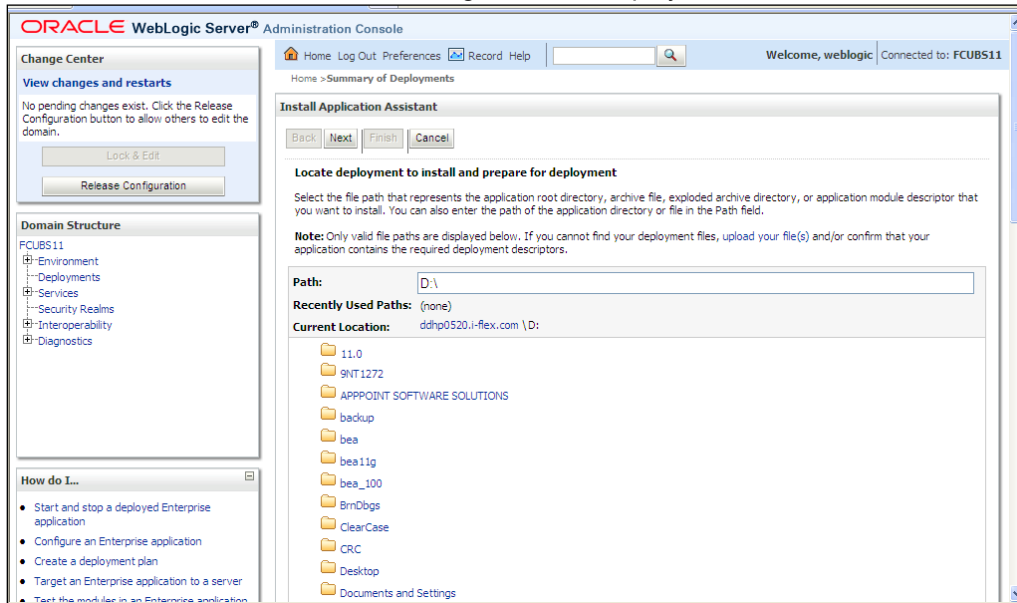 ORACLE WebLogic Server® Administration Console
Change Center
View changes and restarts
No pending changes exist. Click the Release
Configuration button to allow others to edit the
domain.
Lock & Edit
Release Configuration
Domain Structure
FCUBS11
Environment
Deployments
Services
Security Realms
Interoperability
Diagnostics
How do I...
Start and stop a deployed Enterprise
application
Configure an Enterprise application
Create a deployment plan
Target an Enterprise application to a server
Test the modules in an Enterprise application
Home Log Out Preferences Record Help
Welcome, weblogic Connected to: FCUBS11
Home >Summary of Deployments
Install Application Assistant
Back Next Finish Cancel
Locate deployment to install and prepare for deployment
Select the file path that represents the application root directory, archive file, exploded archive directory, or application module descriptor that
you want to install. You can also enter the path of the application directory or file in the Path field.
Note: Only valid file paths are displayed below. If you cannot find your deployment files, upload your file(s) and/or confirm that your
application contains the required deployment descriptors.
Path: D:\
Recently Used Paths: (none)
Current Location: ddhp0520.i-flex.com \D:
11.0
9NT1272
APPPOINT SOFTWARE SOLUTIONS
backup
bea
bea11g
bea_100
BrnDbgs
ClearCase
CRC
Desktop
Documents and Settings